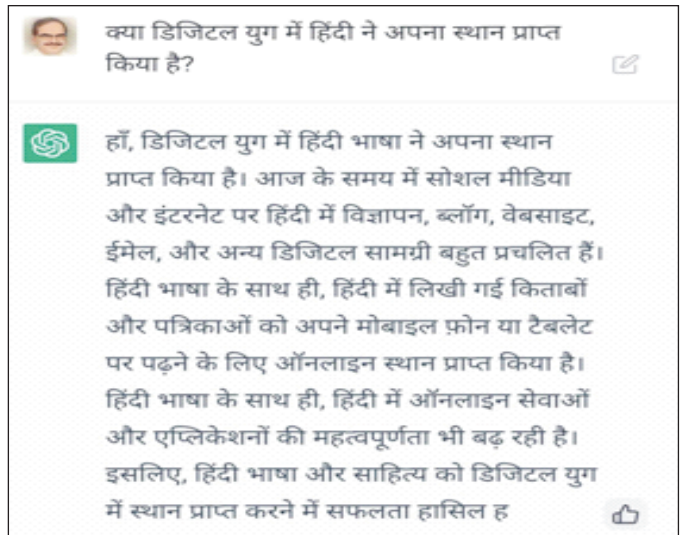 क्या डिजिटल युग में हिंदी ने अपना स्थान प्राप्त
किया है?
हाँ, डिजिटल युग में हिंदी भाषा ने अपना स्थान
प्राप्त किया है। आज के समय में सोशल मीडिया
और इंटरनेट पर हिंदी में विज्ञापन, ब्लॉग, वेबसाइट,
ईमेल, और अन्य डिजिटल सामग्री बहुत प्रचलित हैं।
हिंदी भाषा के साथ ही, हिंदी में लिखी गई किताबों
और पत्रिकाओं को अपने मोबाइल फ़ोन या टैबलेट
पर पढ़ने के लिए ऑनलाइन स्थान प्राप्त किया है।
हिंदी भाषा के साथ ही, हिंदी में ऑनलाइन सेवाओं
और एप्लिकेशनों की महत्वपूर्णता भी बढ़ रही है।
इसलिए, हिंदी भाषा और साहित्य को डिजिटल युग
में स्थान प्राप्त करने में सफलता हासिल ह